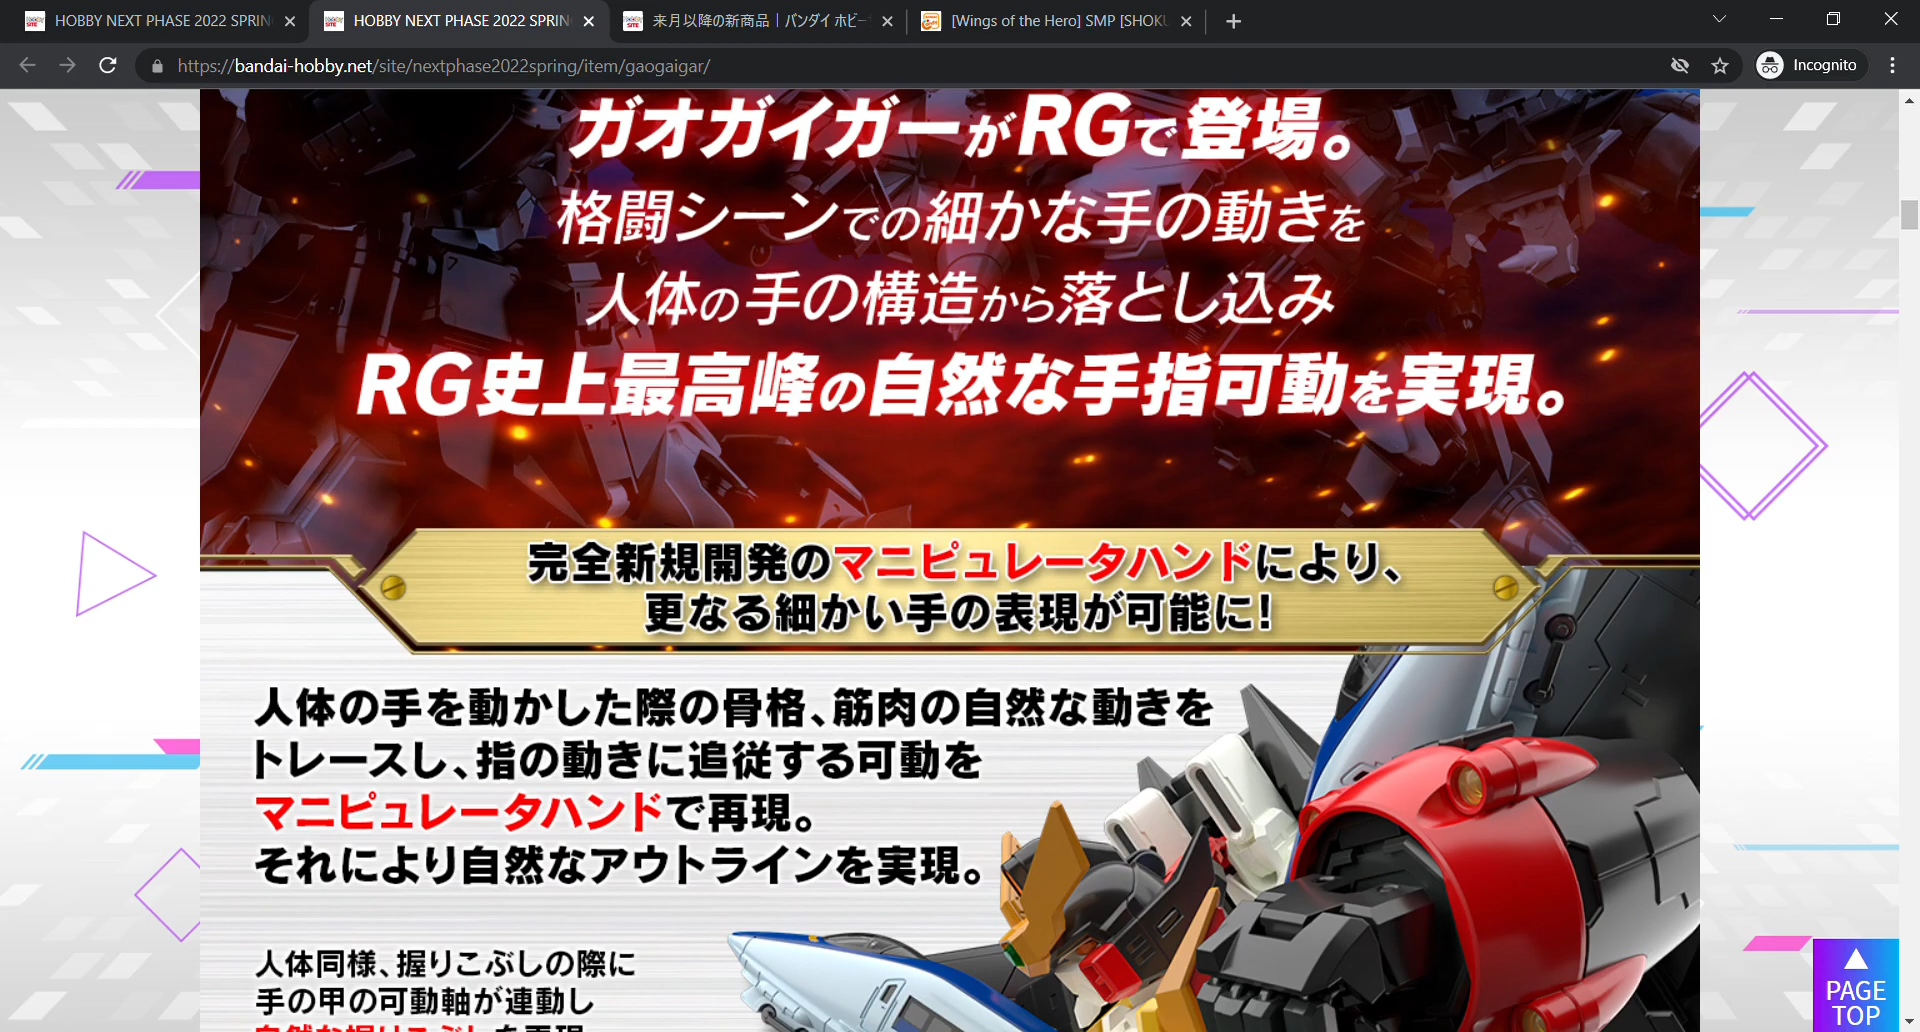 HOBBY NEXT PHASE 2022 SPRIN
HOBBY NEXT PHASE 2022 SPRIN
来月以降の新商品 | バンダイ ホビー
[Wings of the Hero] SMP [SHOKU
https://bandai-hobby.net/site/nextphase2022spring/item/gaogaigar/
Incognito
ガオガイガーがRGで登場。
格闘シーンでの細かな手の動きを
人体の手の構造から落とし込み
RG史上最高峰の自然な手指可動を実現。
完全新規開発のマニピュレータハンドにより、
更なる細かい手の表現が可能に!
人体の手を動かした際の骨格、筋肉の自然な動きを
トレースし、指の動きに追従する可動を
マニピュレータハンドで再現。
それにより自然なアウトラインを実現。
人体同様、握りこぶしの際に
手の甲の可動軸が連動し
PAGE
TOP